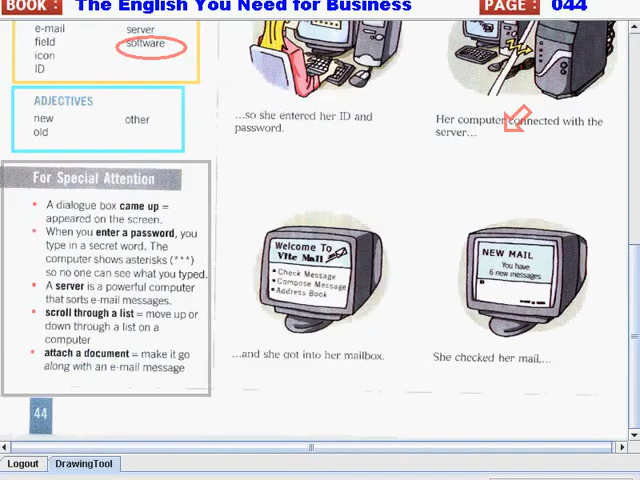 BOOK : The English You Need for Business PAGE : 044
e-mail server
field software
icon
ID
ADJECTIVES
new other
old
For Special Attention
• A dialogue box came up =
appeared on the screen.
• When you enter a password, you
type in a secret word. The
computer shows asterisks (***)
so no one can see what you typed.
• A server is a powerful computer
that sorts e-mail messages.
• scroll through a list = move up or
down through a list on a
computer
• attach a document = make it go
along with an e-mail message
44
...so she entered her ID and
password.
Her computer connected with the
server...
Welcome To
Vite Mail
• Check Message
• Compose Message
• Address Book
...and she got into her mailbox.
NEW MAIL
You have
6 new messages
She checked her mail,...
Logout DrawingTool